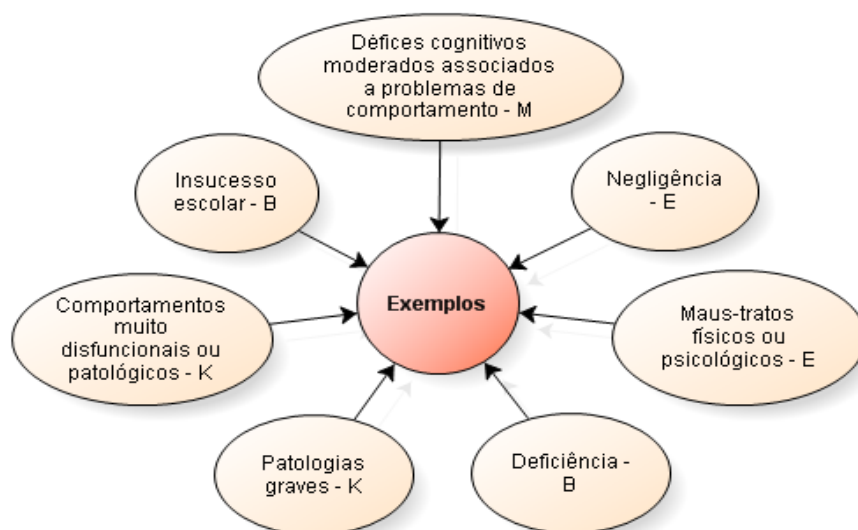 Défices cognitivos
moderados associados
a problemas de
comportamento - M
Insucesso
escolar - B
Negligência
- E
Exemplos
Comportamentos
muito
disfuncionais ou
patológicos - K
Maus-tratos
físicos ou
psicológicos - E
Patologias
graves - K
Deficiência -
B